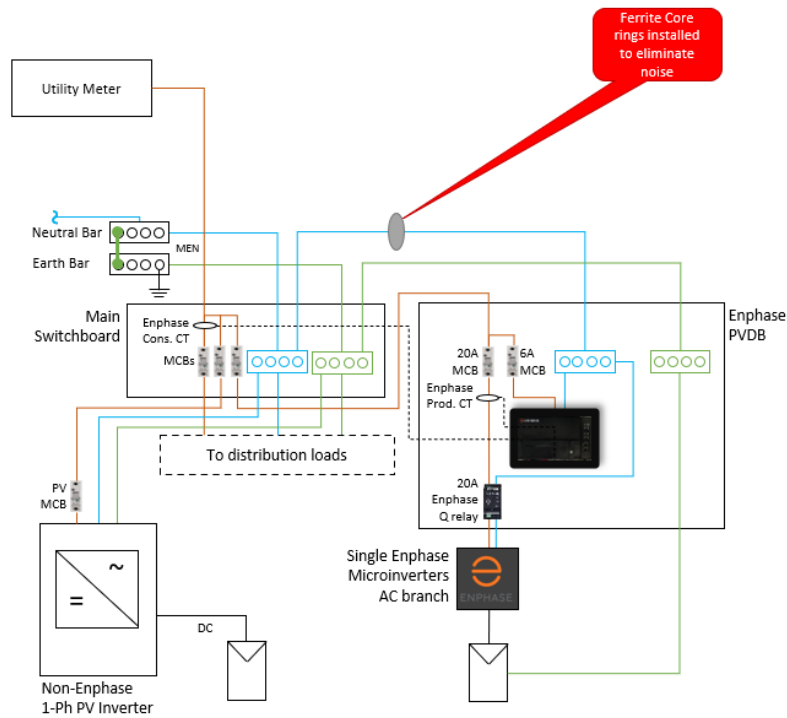 Ferrite Core
rings installed
to eliminate
noise
Utility Meter
Neutral Bar
MEN
Earth Bar
Main
Switchboard
Enphase
Cons. CT
MCBs
Enphase
PVDB
20A
MCB
6A
MCB
Enphase
Prod. CT
To distribution loads
PV
MCB
20A
Enphase
Q relay
Single Enphase
Microinverters
AC branch
ENPHASE
~
=
DC
Non-Enphase
1-Ph PV Inverter